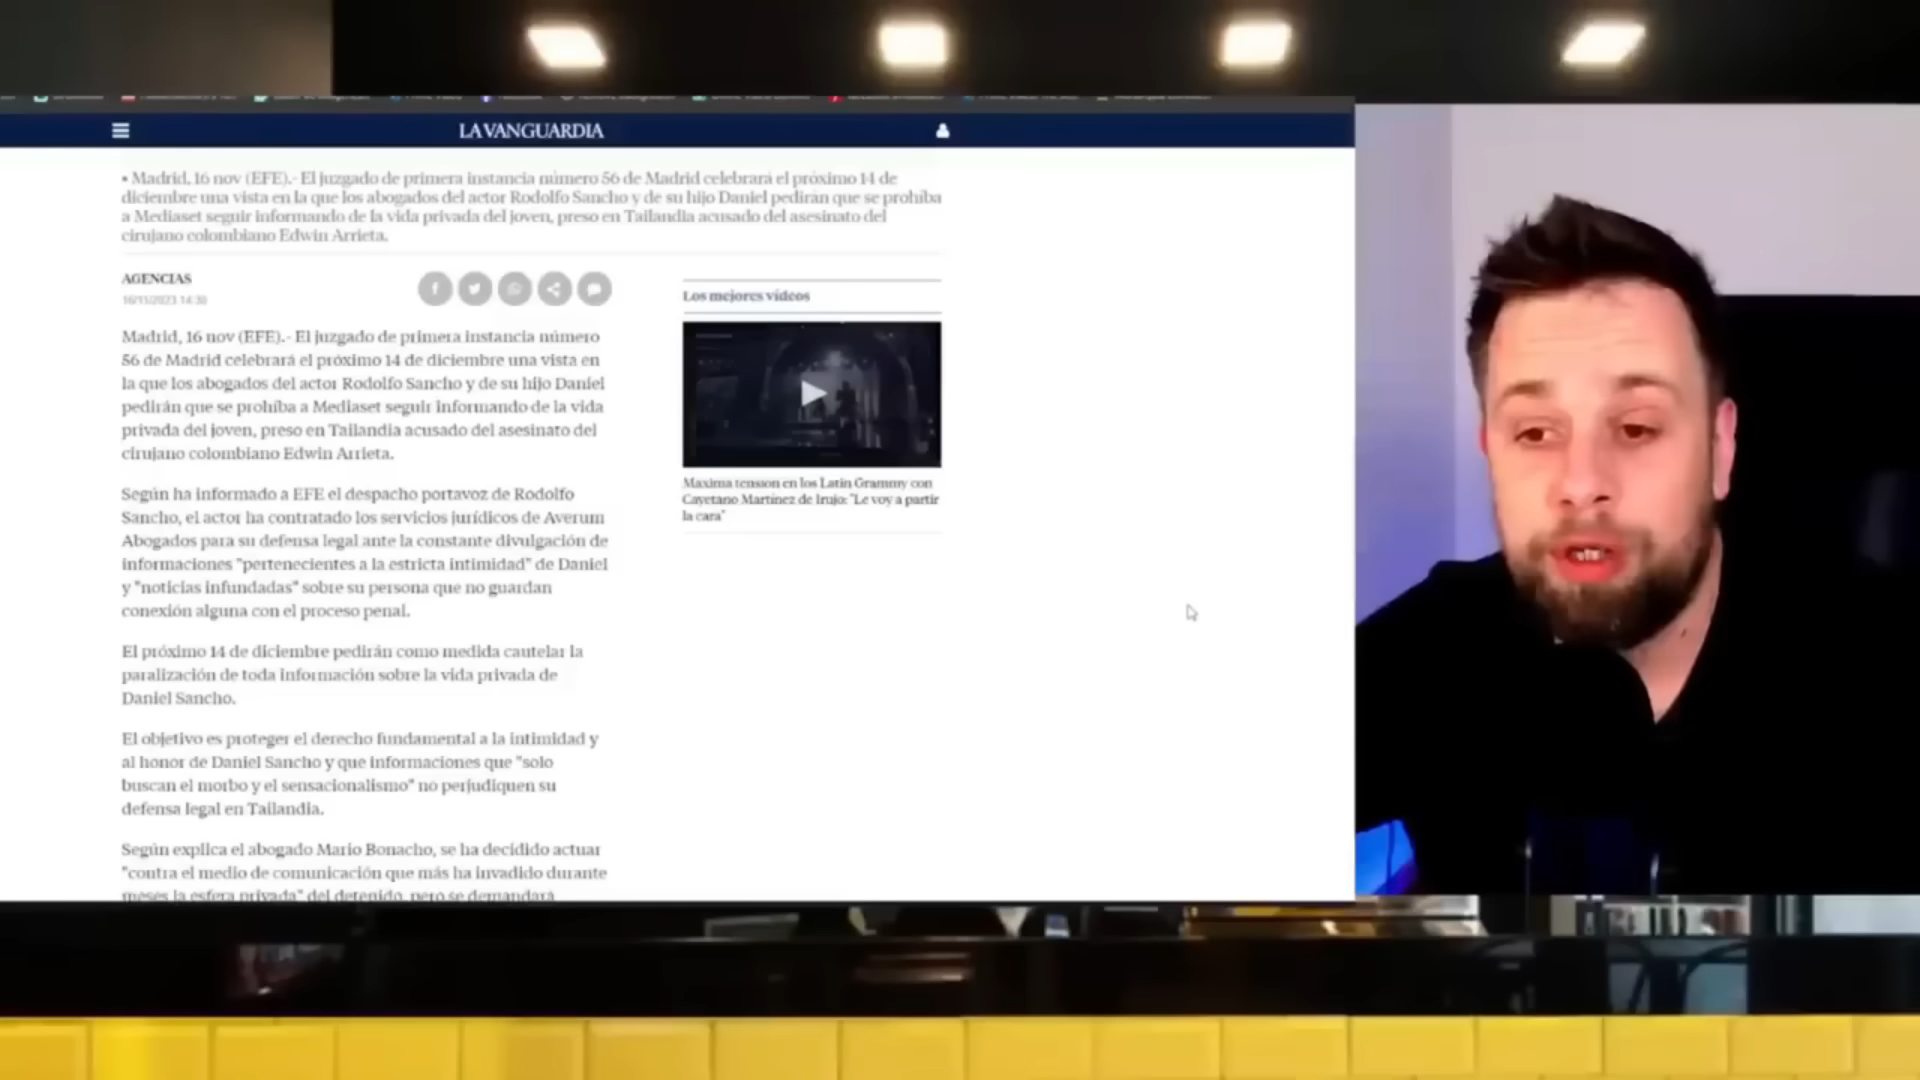 LA VANGUARDIA
• Madrid, 16 nov (EFE).- El juzgado de primera instancia número 56 de Madrid celebrará el próximo 14 de
diciembre una vista en la que los abogados del actor Rodolfo Sancho y de su hijo Daniel pedirán que se prohíba
a Mediaset seguir informando de la vida privada del joven, preso en Tailandia acusado del asesinato del
cirujano colombiano Edwin Arrieta.
AGENCIAS
16/11/2023 14:30
Madrid, 16 nov (EFE).- El juzgado de primera instancia número
56 de Madrid celebrará el próximo 14 de diciembre una vista en
la que los abogados del actor Rodolfo Sancho y de su hijo Daniel
pedirán que se prohíba a Mediaset seguir informando de la vida
privada del joven, preso en Tailandia acusado del asesinato del
cirujano colombiano Edwin Arrieta.
Según ha informado a EFE el despacho portavoz de Rodolfo
Sancho, el actor ha contratado los servicios jurídicos de Averum
Abogados para su defensa legal ante la constante divulgación de
informaciones "pertenecientes a la estricta intimidad" de Daniel
y "noticias infundadas" sobre su persona que no guardan
conexión alguna con el proceso penal.
El próximo 14 de diciembre pedirán como medida cautelar la
paralización de toda información sobre la vida privada de
Daniel Sancho.
El objetivo es proteger el derecho fundamental a la intimidad y
al honor de Daniel Sancho y que informaciones que "solo
buscan el morbo y el sensacionalismo" no perjudiquen su
defensa legal en Tailandia.
Según explica el abogado Mario Bonacho, se ha decidido actuar
"contra el medio de comunicación que más ha invadido durante
meses la esfera privada" del detenido, pero se demandará
Los mejores vídeos
Maxima tension en los Latin Grammy con
Cayetano Martínez de Irujo: "Le voy a partir
la cara"